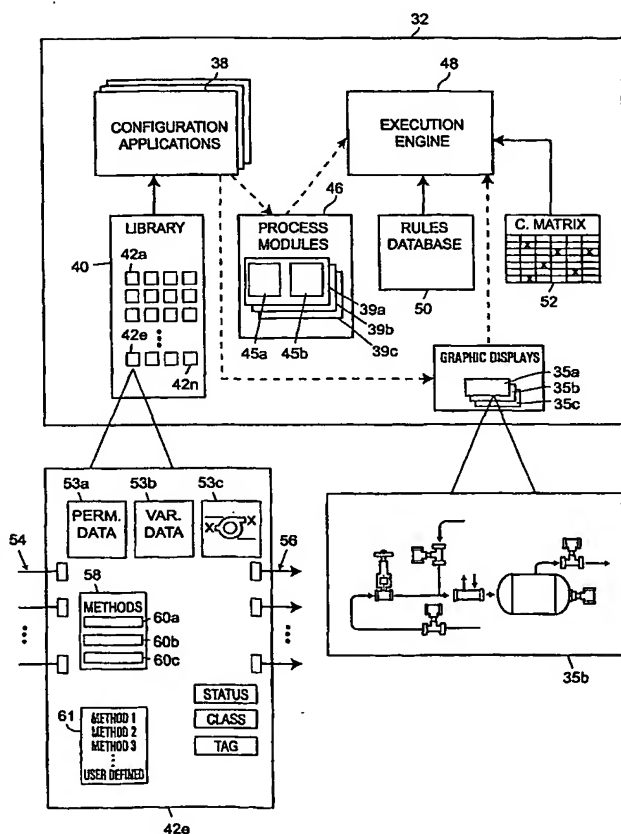 32
38
48
CONFIGURATION
APPLICATIONS
EXECUTION
ENGINE
46
LIBRARY
40
42a
42e
42n
PROCESS
MODULES
39a
39b
39c
45a
45b
RULES
DATABASE
50
C. MATRIX
X
X
X
X
X
52
GRAPHIC DISPLAYS
35a
35b
35c
53a
53b
53c
PERM.
DATA
VAR.
DATA
X
X
54
56
58
METHODS
60a
60b
60c
STATUS
CLASS
TAG
61
METHOD 1
METHOD 2
METHOD 3
USER DEFINED
42e
35b